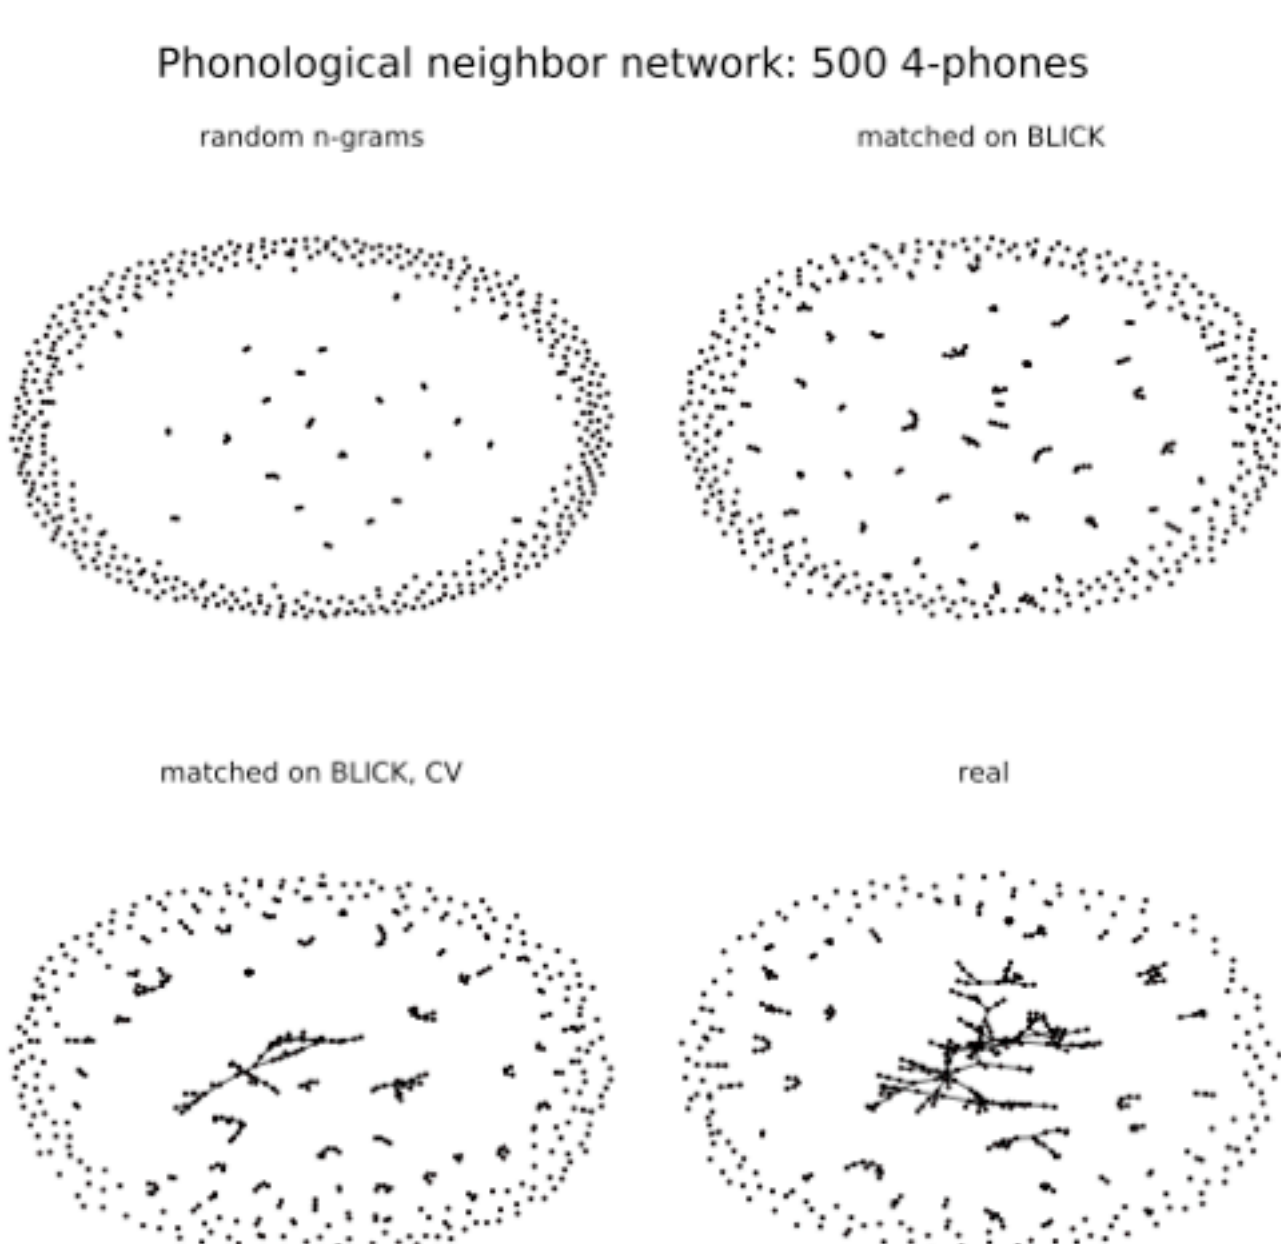 Phonological neighbor network: 500 4-phones
random n-grams
matched on BLICK
matched on BLICK, CV
real